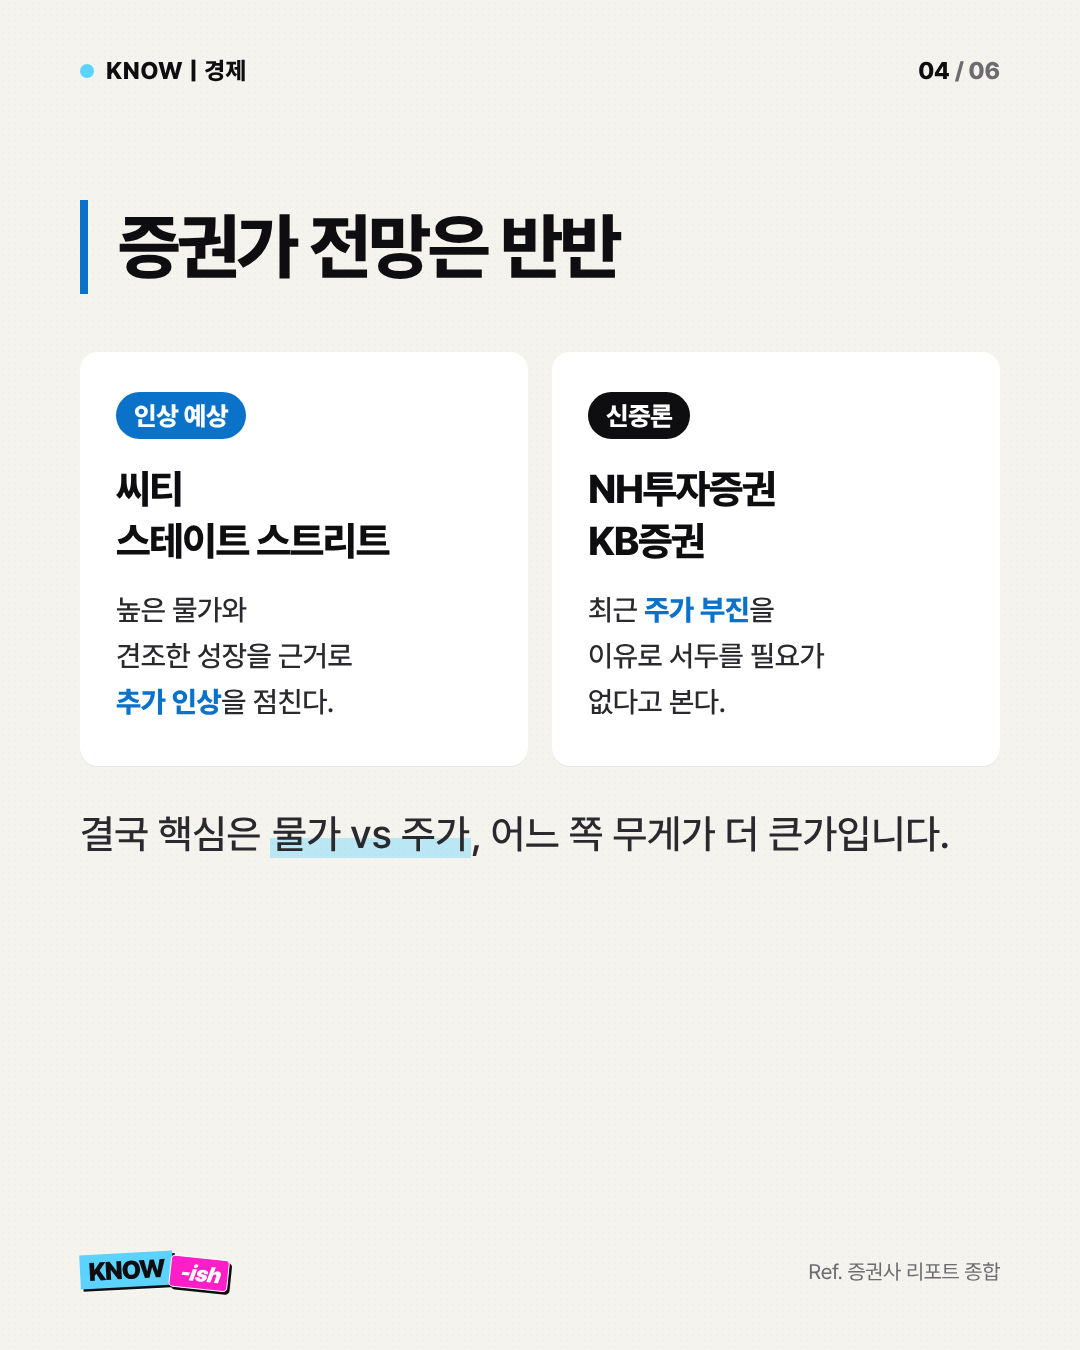 KNOW | 경제
04 / 06
증권가 전망은 반반
인상 예상
씨티
스테이트 스트리트
높은 물가와
견조한 성장을 근거로
추가 인상을 점친다.
신중론
NH투자증권
KB증권
최근 주가 부진을
이유로 서두를 필요가
없다고 본다.
결국 핵심은 물가 vs 주가, 어느 쪽 무게가 더 큰가입니다.
KNOW -ish
Ref. 증권사 리포트 종합